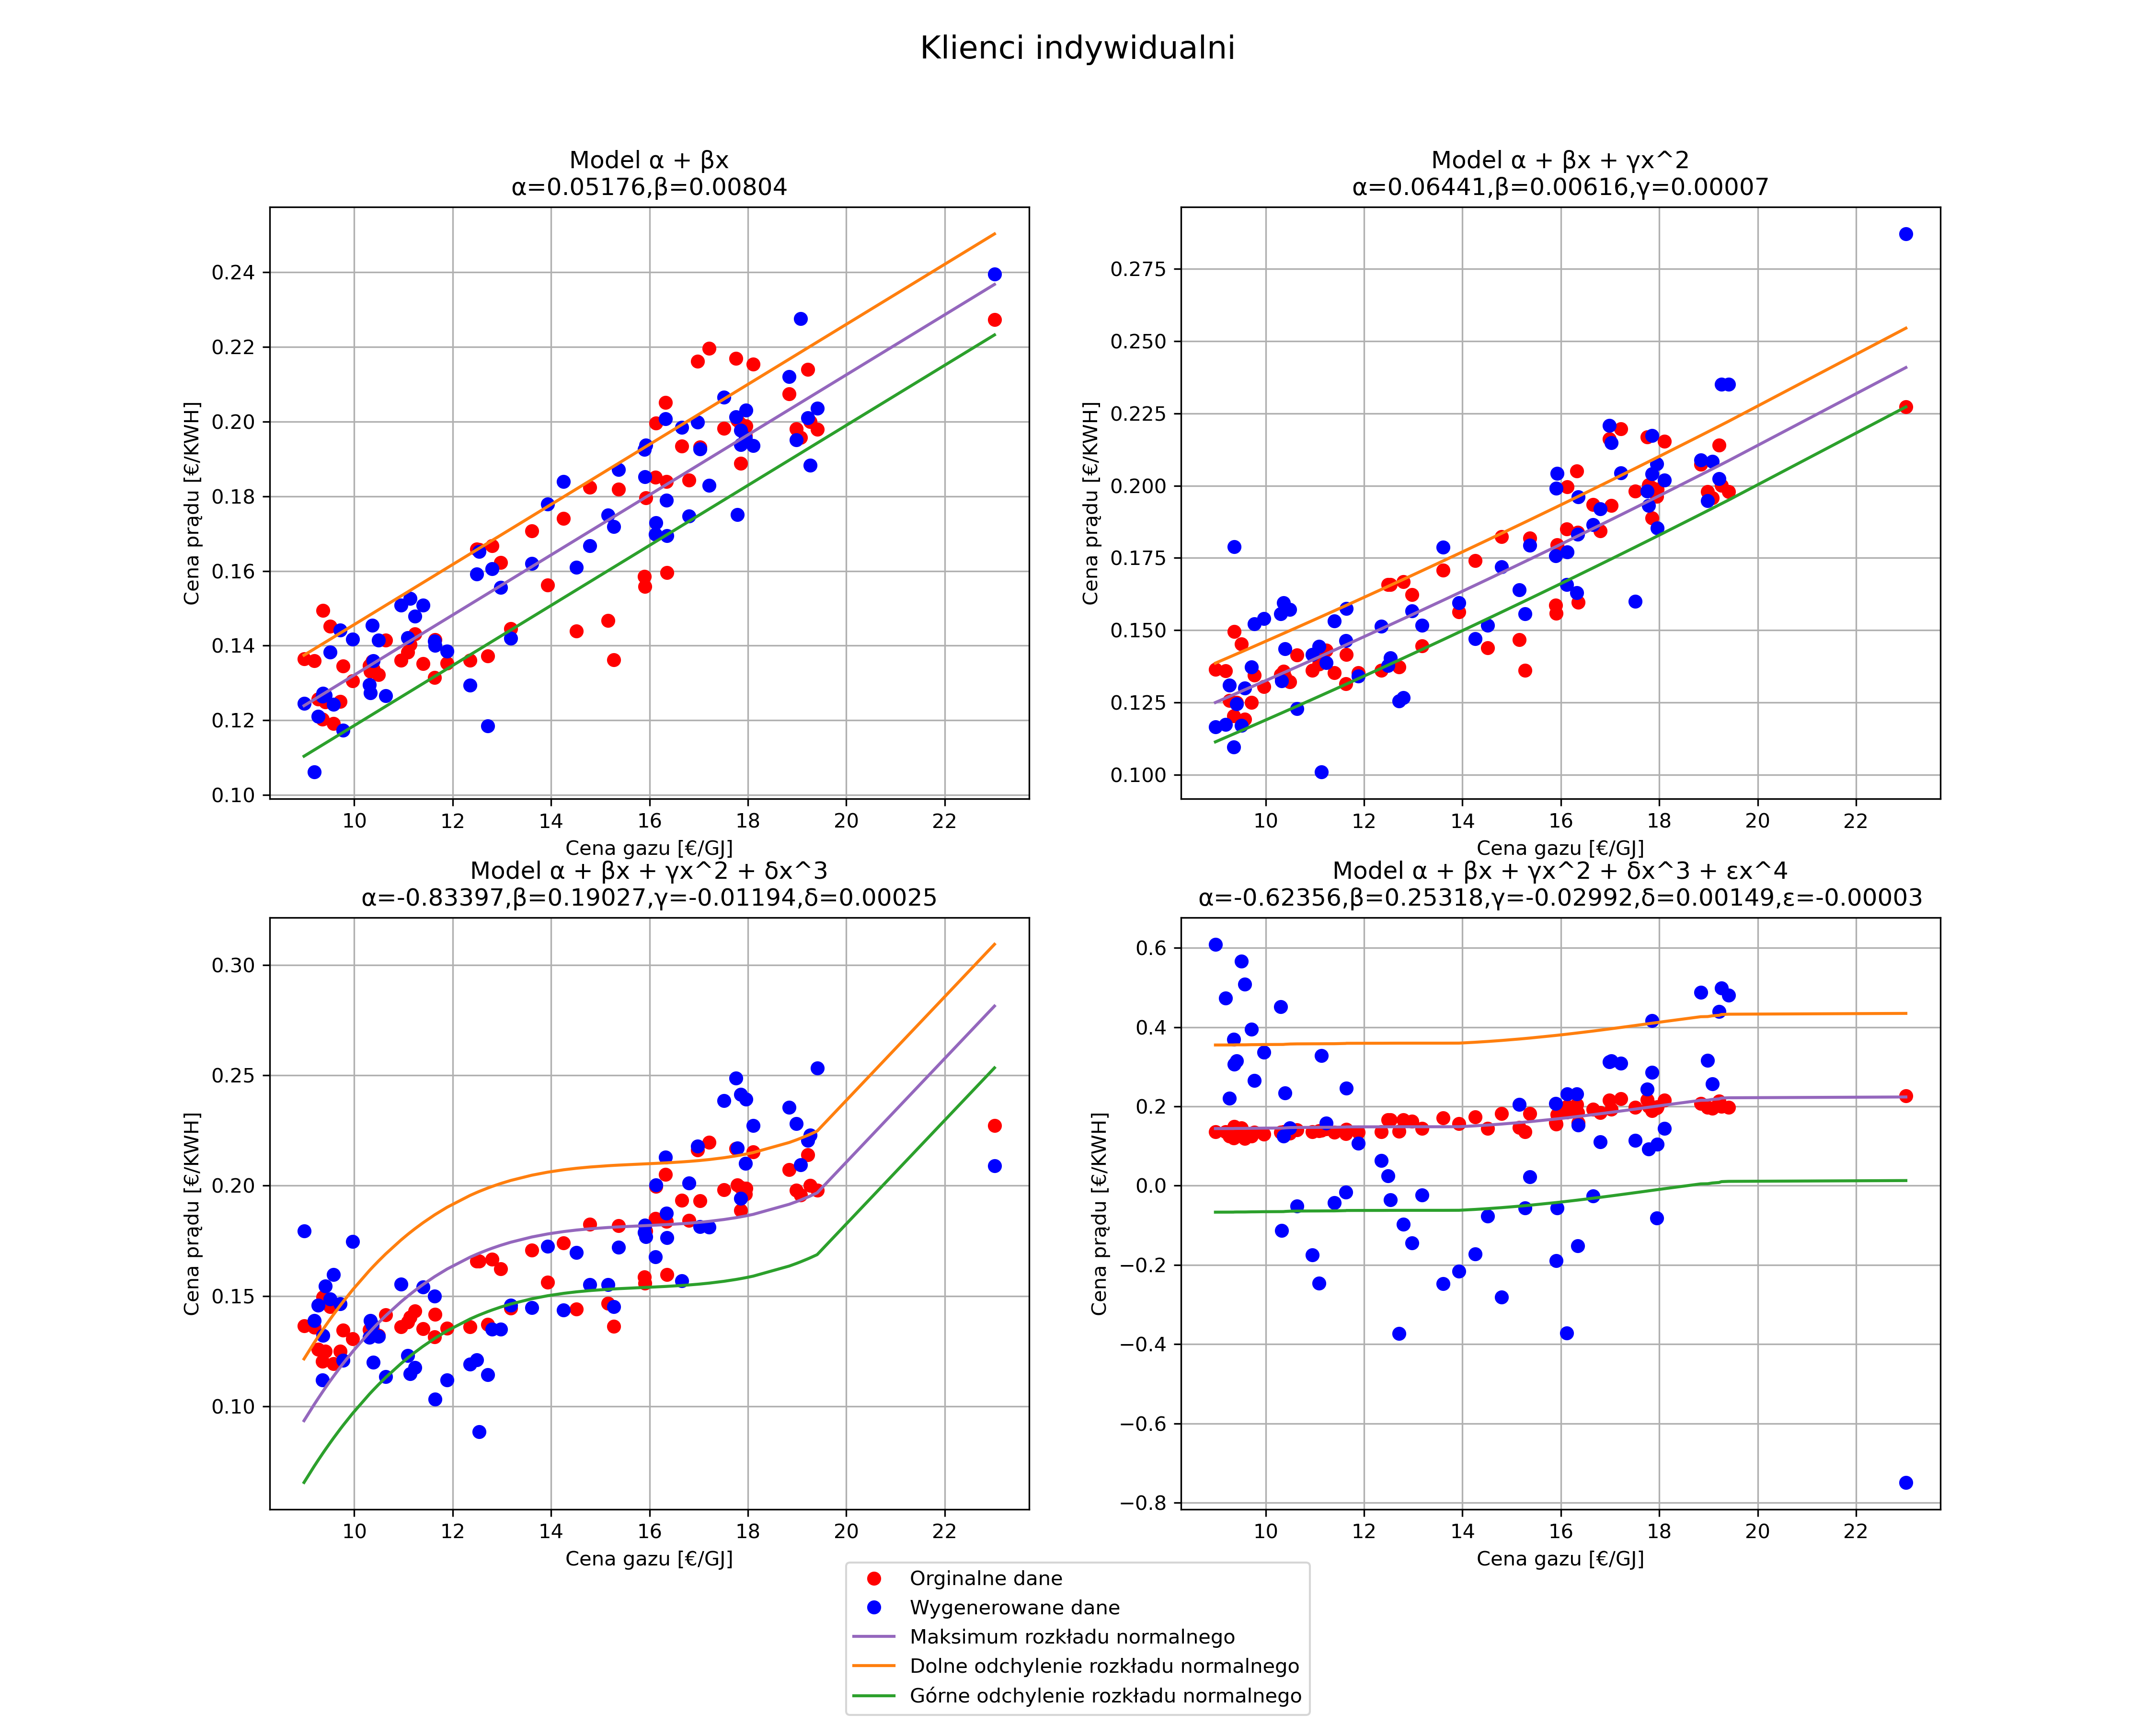 Klienci indywidualni
Model α + βx
α=0.05176,β=0.00804
Cena prądu [€/KWH]
0.24
0.22
0.20
0.18
0.16
0.14
0.12
0.10
10 12 14 16 18 20 22
Cena gazu [€/GJ]
Model α + βx + γx^2
α=0.06441,β=0.00616,γ=0.00007
Cena prądu [€/KWH]
0.275
0.250
0.225
0.200
0.175
0.150
0.125
0.100
10 12 14 16 18 20 22
Cena gazu [€/GJ]
Model α + βx + γx^2 + δx^3
α=-0.83397,β=0.19027,γ=-0.01194,δ=0.00025
Cena prądu [€/KWH]
0.30
0.25
0.20
0.15
0.10
10 12 14 16 18 20 22
Cena gazu [€/GJ]
Model α + βx + γx^2 + δx^3 + εx^4
α=-0.62356,β=0.25318,γ=-0.02992,δ=0.00149,ε=-0.00003
Cena prądu [€/KWH]
0.6
0.4
0.2
0.0
−0.2
−0.4
−0.6
−0.8
10 12 14 16 18 20 22
Cena gazu [€/GJ]
Orginalne dane
Wygenerowane dane
Maksimum rozkładu normalnego
Dolne odchylenie rozkładu normalnego
Górne odchylenie rozkładu normalnego